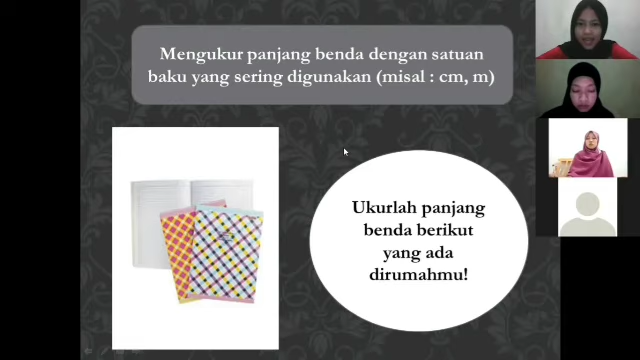 Mengukur panjang benda dengan satuan
baku yang sering digunakan (misal : cm, m)
Ukurlah panjang
benda berikut
yang ada
dirumahmu!